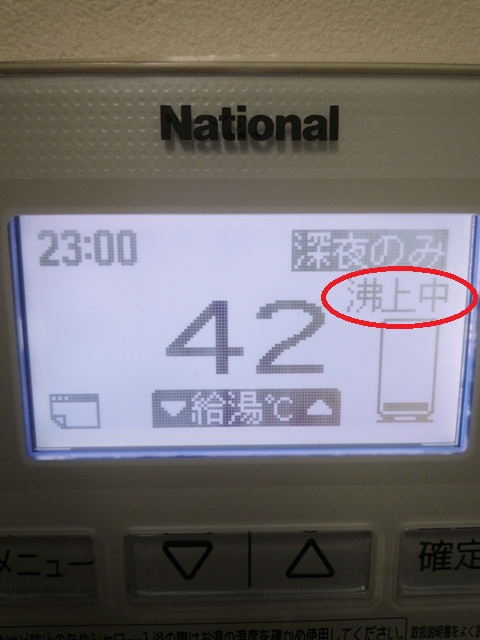 National
23:00 深夜のみ
沸上中
42
▼給湯℃▲
メニュー ▽ △ 確定